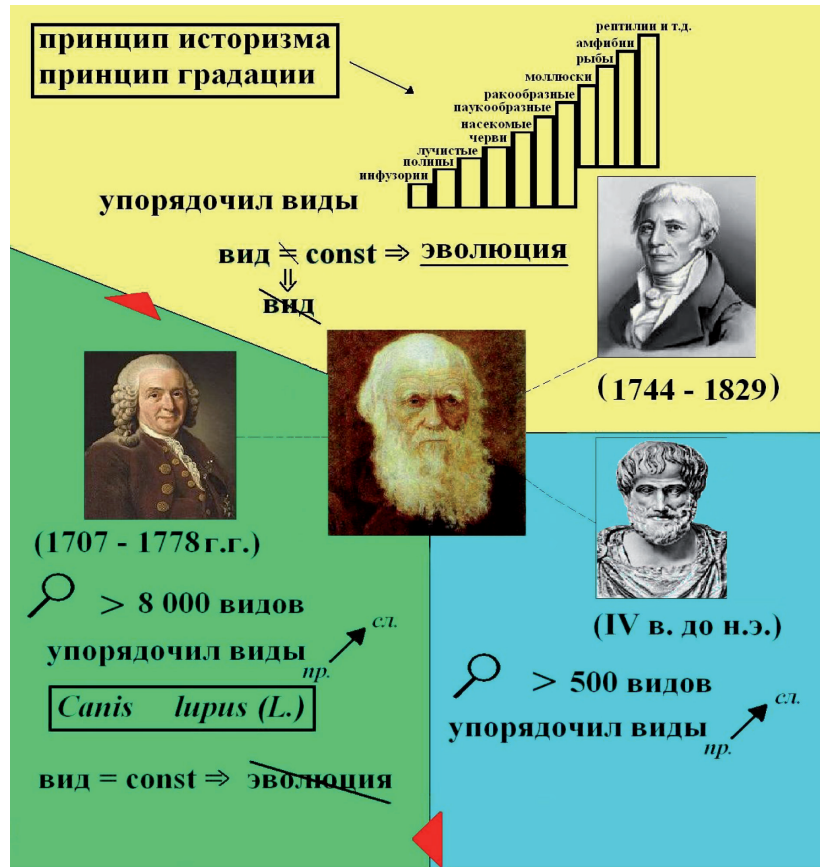 принцип историзма
принцип градации
рептилии и т.д.
амфибии
рыбы
моллюски
ракообразные
паукообразные
насекомые
черви
лучистые
полипы
инфузории
упорядочил виды
вид ≠ const ⇒ эволюция
⇓
вид
(1744 - 1829)
(1707 - 1778 г.г.)
> 8 000 видов
упорядочил виды пр. сл.
Canis lupus (L.)
вид = const ⇒ эволюция
(IV в. до н.э.)
> 500 видов
упорядочил виды пр. сл.